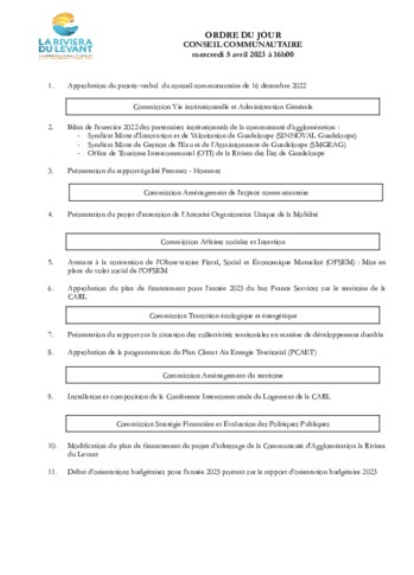 LA RIVIERA
DU LEVANT
ORDRE DU JOUR
CONSEIL COMMUNAUTAIRE
mercredi 5 avril 2023 à 16h00
1. Approbation du procès-verbal du conseil communautaire de 16 décembre 2022
Commission Vie institutionnelle et Administration Générale
2. Bilan de l'exercice 2022 des partenaires institutionnels de la communauté d'agglomération :
- Syndicat Mixte d'Innovation et de Valorisation de Guadeloupe (SINNOVAL Guadeloupe)
- Syndicat Mixte de Gestion de l'Eau et de l'Assainissement de Guadeloupe (SMGEAG)
- Office de Tourisme Intercommunal (OTI) de la Riviera des Îles de Guadeloupe
3. Présentation du rapport égalité Femmes - Hommes
Commission Aménagement de l'espace communautaire
4. Présentation du projet d'extension de l'Autorité Organisatrice Unique de la Mobilité
Commission Affaires sociales et Insertion
5. Avenant à la convention de l'Observatoire Fiscal, Social et Économique Mutualisé (OFSEM) : Mise en
place du volet social de l'OFSEM
6. Approbation du plan de financement pour l'année 2023 du bus France Services sur le territoire de la
CARL
Commission Transition écologique et énergétique
7. Présentation du rapport sur la situation des collectivités territoriales en matière de développement durable
8. Approbation de la programmation du Plan Climat Air Energie Territorial (PCAET)
Commission Aménagement du territoire
9. Installation et composition de la Conférence Intercommunale du Logement de la CARL
Commission Stratégie Financière et Evaluation des Politiques Publiques
10. Modification du plan de financement du projet d'adressage de la Communauté d'Agglomération la Riviera
du Levant
11. Débat d'orientations budgétaires pour l'année 2023 portant sur le rapport d'orientation budgétaire 2023